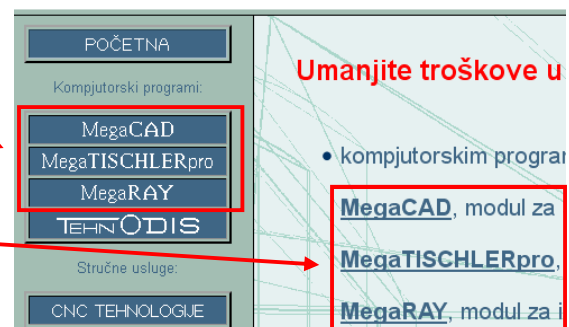 POČETNA
Kompjutorski programi:
MegaCAD
MegaTISCHLERpro
MegaRAY
TEHNODIS
Stručne usluge:
CNC TEHNOLOGIJE
Umanjite troškove u
• kompjutorskim progra
MegaCAD, modul za
MegaTISCHLERpro,
MegaRAY, modul za i